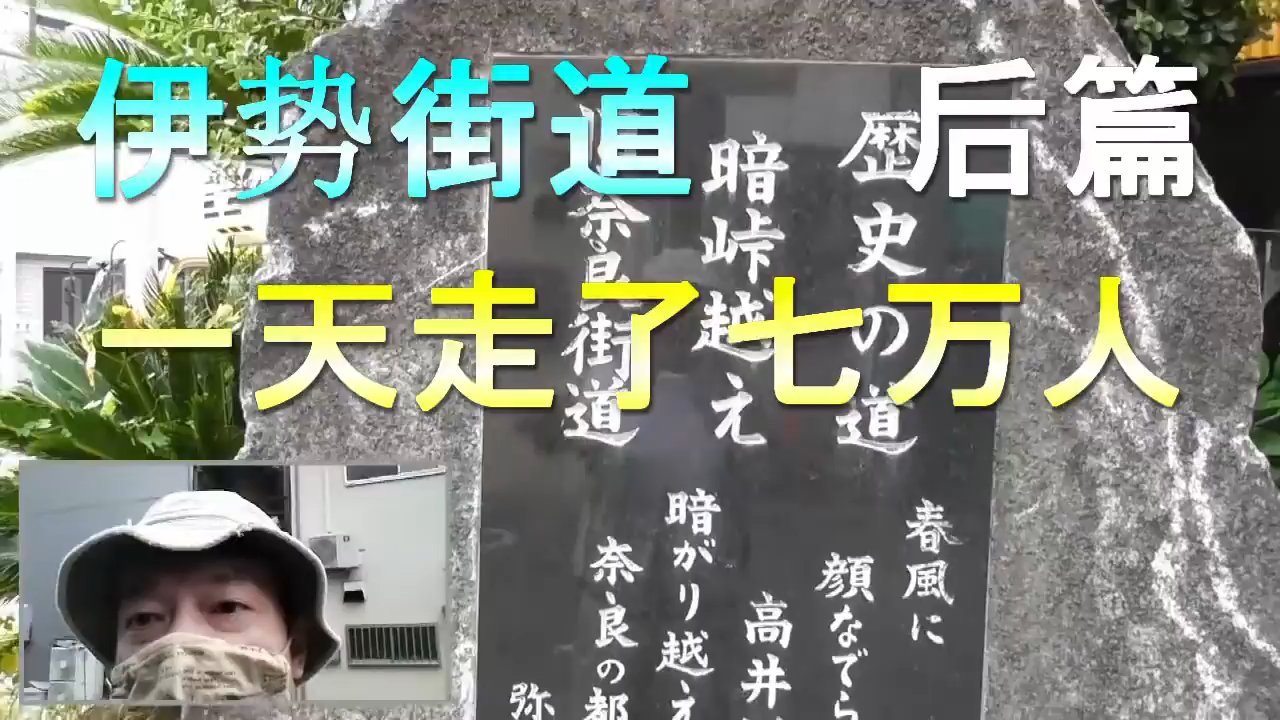 伊势街道 后篇
一天走了七万人
歴史の道
暗峠越え
奈良街道
春風に
顔なでら
高井
暗がり越え
奈良の都
弥